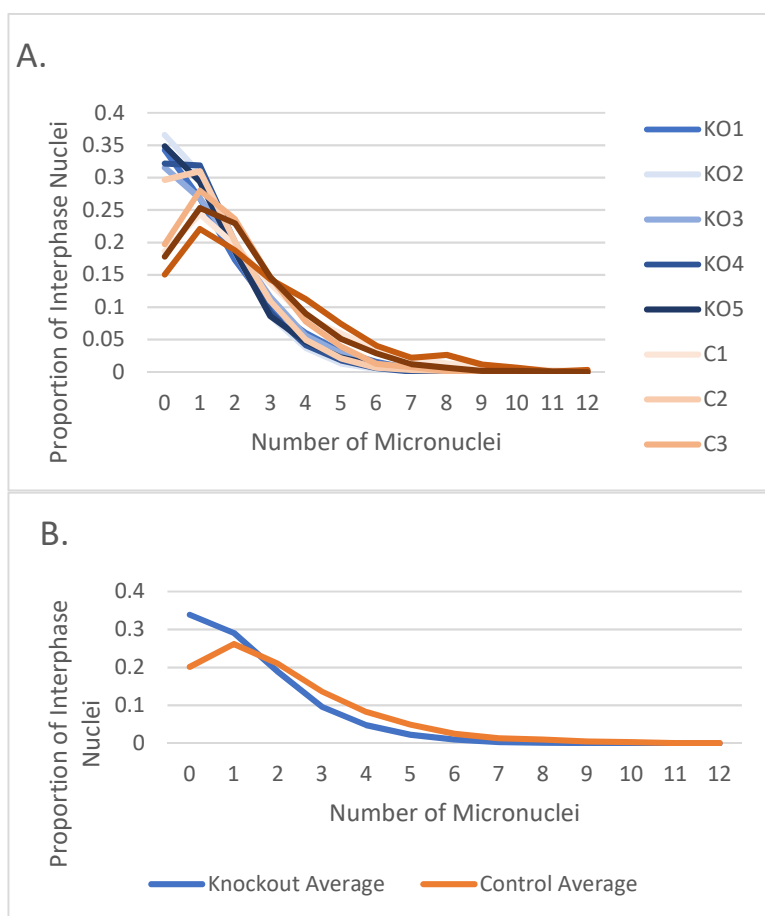 A.
Proportion of Interphase Nuclei
0.4
0.35
0.3
0.25
0.2
0.15
0.1
0.05
0
0 1 2 3 4 5 6 7 8 9 10 11 12
Number of Micronuclei
KO1
KO2
KO3
KO4
KO5
C1
C2
C3
B.
Proportion of Interphase
Nuclei
0.4
0.3
0.2
0.1
0
0 1 2 3 4 5 6 7 8 9 10 11 12
Number of Micronuclei
Knockout Average Control Average